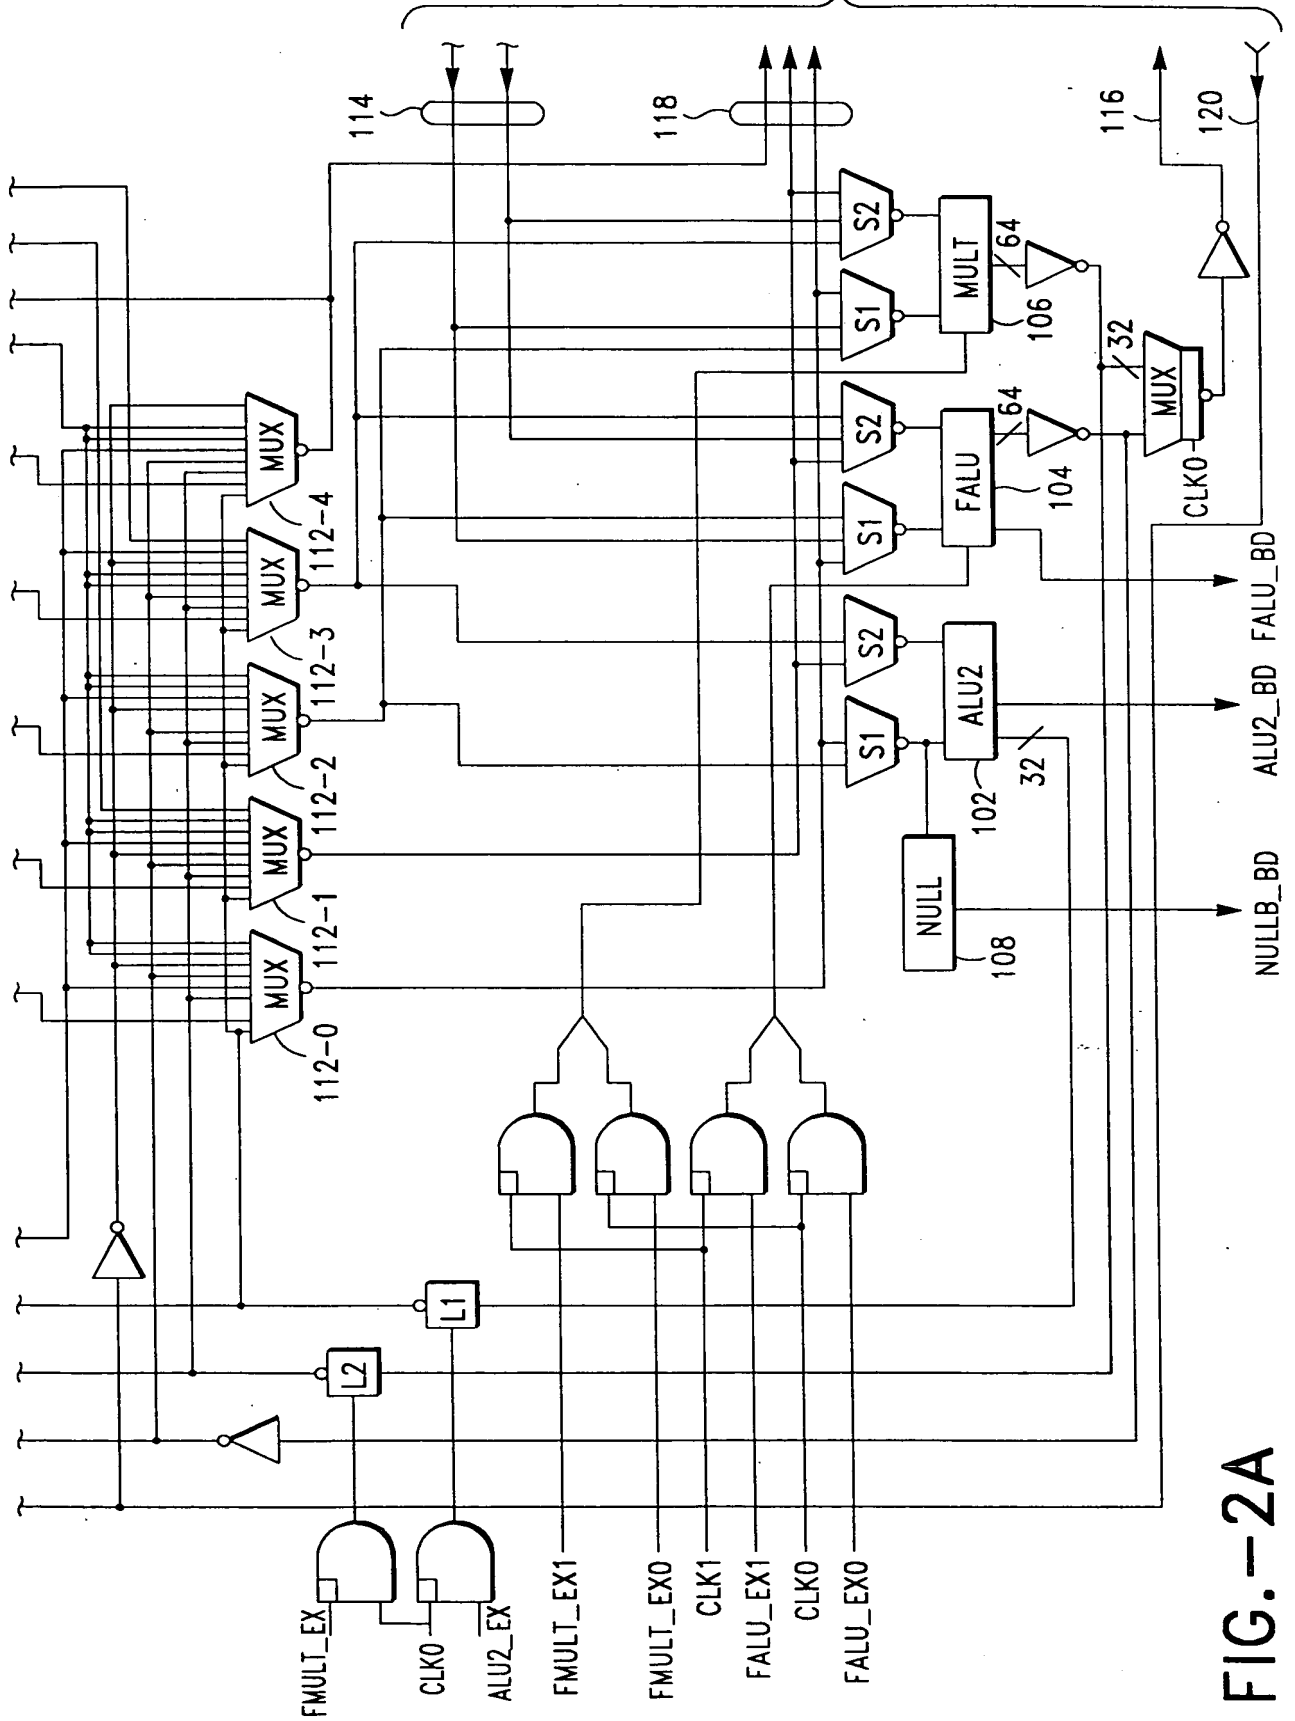 114
118
116
120
MUX
112-4
MUX
112-3
MUX
112-2
MUX
112-1
MUX
112-0
S2
S1
S2
S1
S2
S1
MULT
106
64
FALU
104
64
ALU2
102
32
NULL
108
32
MUX
CLK0
FALU_BD
ALU2_BD
NULLB_BD
L1
L2
FMULT_EX
CLK0
ALU2_EX
FMULT_EX1
FMULT_EX0
CLK1
FALU_EX1
CLK0
FALU_EX0
FIG.-2A